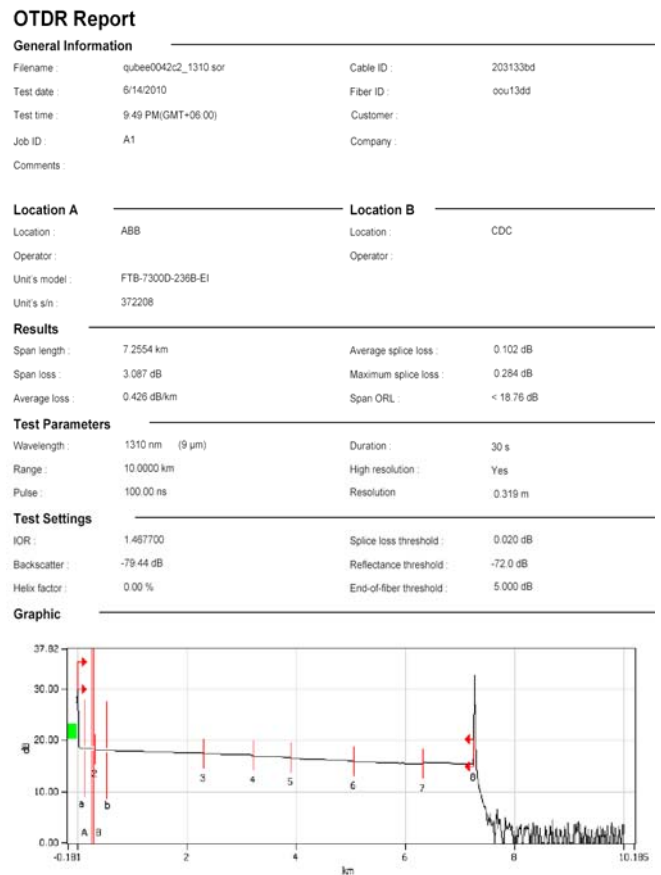 OTDR Report
General Information
Filename : qubee0042c2_1310.sor Cable ID : 203133bd
Test date : 6/14/2010 Fiber ID : oou13dd
Test time : 9:49 PM(GMT+06:00) Customer :
Job ID : A1 Company :
Comments :
Location A Location B
Location : ABB Location : CDC
Operator : Operator :
Unit's model : FTB-7300D-236B-EI
Unit's s/n : 372208
Results
Span length : 7.2554 km Average splice loss : 0.102 dB
Span loss : 3.087 dB Maximum splice loss : 0.284 dB
Average loss : 0.426 dB/km Span ORL : < 18.76 dB
Test Parameters
Wavelength : 1310 nm (9 µm) Duration : 30 s
Range : 10.0000 km High resolution : Yes
Pulse : 100.00 ns Resolution 0.319 m
Test Settings
IOR : 1.467700 Splice loss threshold : 0.020 dB
Backscatter : -79.44 dB Reflectance threshold : -72.0 dB
Helix factor : 0.00 % End-of-fiber threshold : 5.000 dB
Graphic
37.92
30.00
20.00
dB
2 3 4 5 6 7 8
10.00
a b
A B
0.00
-0.181 2 4 6 8 10.185
km